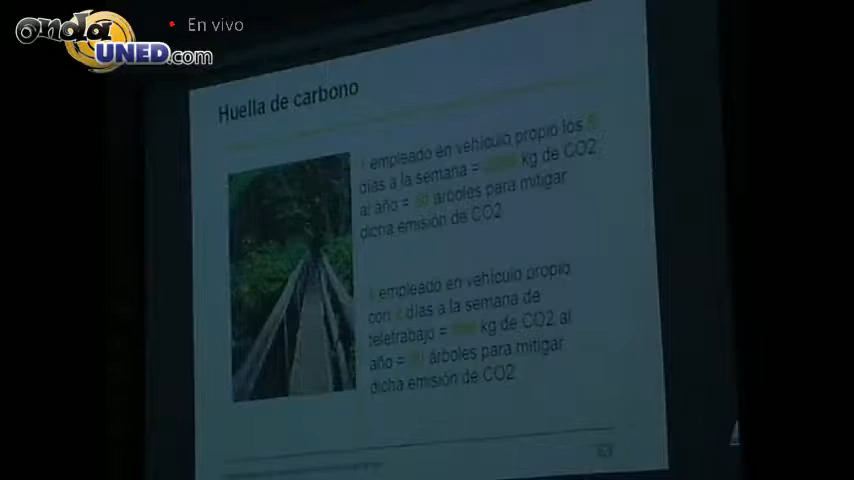 onda
UNED.com
En vivo
Huella de carbono
empleado en vehículo propio los 5
días a la semana = kg de CO2
al año = árboles para mitigar
dicha emisión de CO2
empleado en vehículo propio
con días a la semana de
teletrabajo = kg de CO2 al
año = árboles para mitigar
dicha emisión de CO2